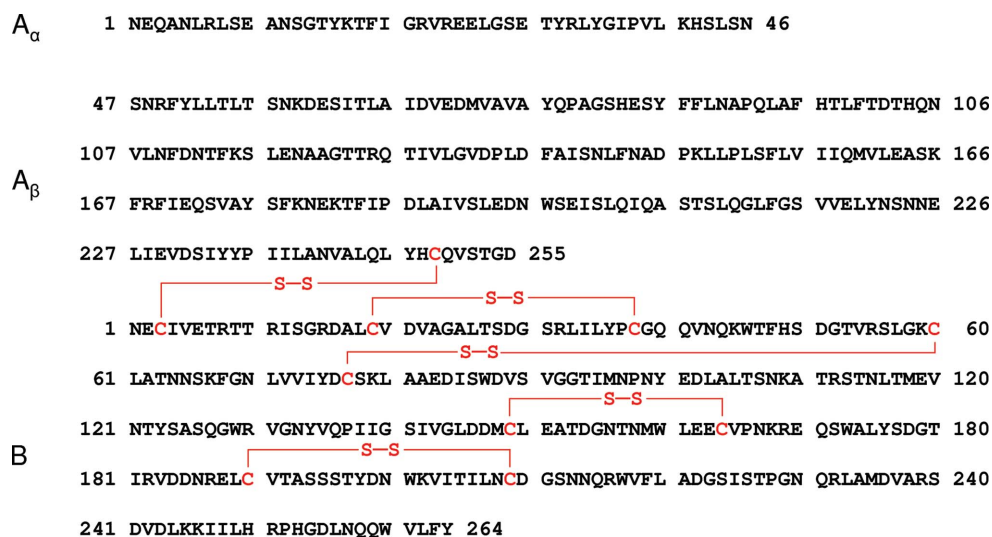 Aα 1 NEQANLRLSE ANSGTYKTFI GRVREELGSE TYRLYGIPVL KHSLSN 46
47 SNRFYLLTLT SNKDESITLA IDVEDMVAVA YQPAGSHESY FFLNAPQLAF HTLFTDTHQN 106
107 VLNFDNTFKS LENAAGTTRQ TIVLGVDPLD FAISNLFNAD PKLLPLSFLV IIQMVLEASK 166
Aβ
167 FRFIEQSVAY SFKNEKTFIP DLAIVSLEDN WSEISLQIQA STSLQGLFGS VVELYNSNNE 226
227 LIEVDSIYYP IILANVALQL YHCQVSTGD 255
S-S
S-S
1 NECIVETRTT RISGRDALCV DVAGALTSDG SRLILYPCGQ QVNQKWTFHS DGTVRSLGKC 60
S-S
61 LATNNSKFGN LVVIYDCSKL AAEDISWDVS VGGTIMNPNY EDLALTSNKA TRSTNLTMEV 120
S-S
121 NTYSASQGWR VGNYVQPIIG SIVGLDDMCL EATDGNTNMW LEECVPNKRE QSWALYSDGT 180
B
S-S
181 IRVDDNRELC VTASSSTYDN WKVITILNCD GSNNQRWVFL ADGSISTPGN QRLAMDVARS 240
241 DVDLKKIILH RPHGDLNQQW VLFY 264